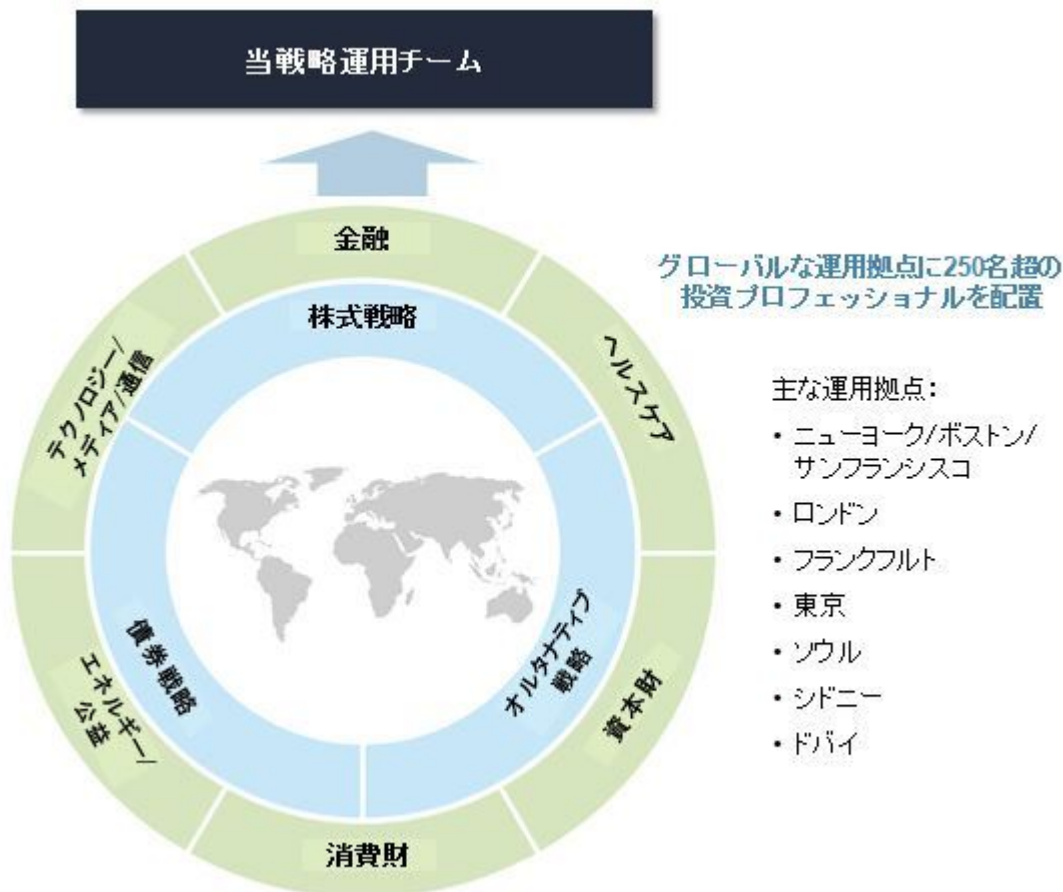 当戦略運用チーム
金融
株式戦略
グローバルな運用拠点に250名超の
投資プロフェッショナルを配置
テクノロジー/
メディア/通信
ヘルスケア
主な運用拠点:
・ニューヨーク/ボストン/
サンフランシスコ
・ロンドン
・フランクフルト
・東京
・ソウル
・シドニー
・ドバイ
債券戦略
オルタナティブ
戦略
エネルギー/
公益
資本財
消費財